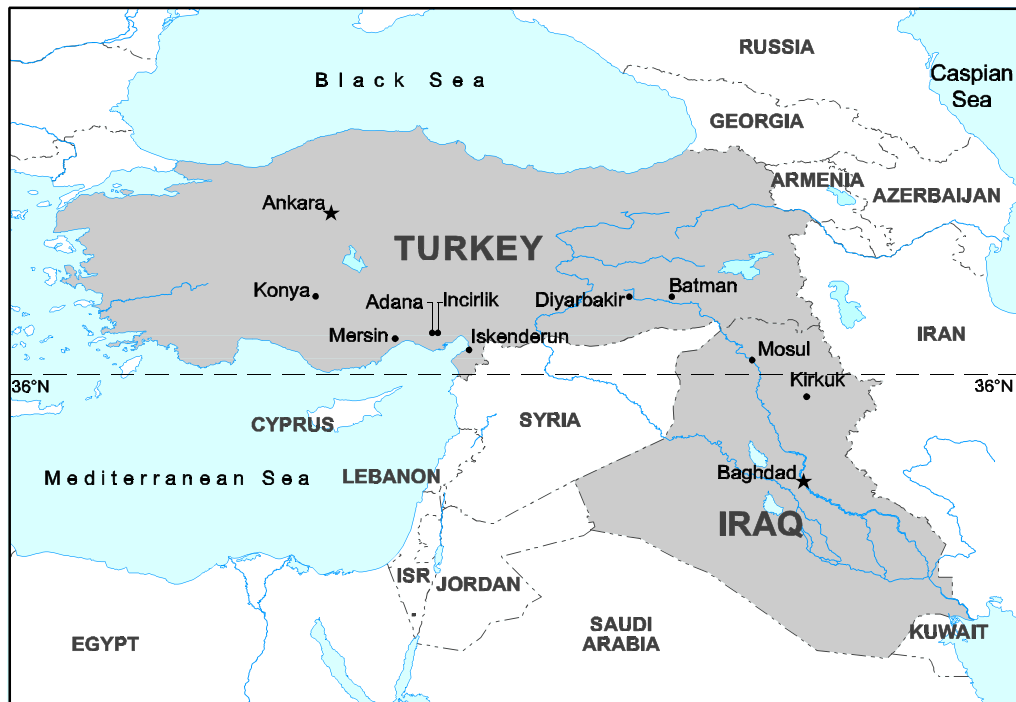 RUSSIA
Black Sea
Caspian
Sea
GEORGIA
ARMENIA
AZERBAIJAN
Ankara
TURKEY
Konya
Adana
Incirlik
Diyarbakir
Batman
Mersin
Iskenderun
IRAN
Mosul
36°N
36°N
Kirkuk
CYPRUS
SYRIA
Mediterranean Sea
LEBANON
Baghdad
IRAQ
ISR
JORDAN
EGYPT
SAUDI
ARABIA
KUWAIT